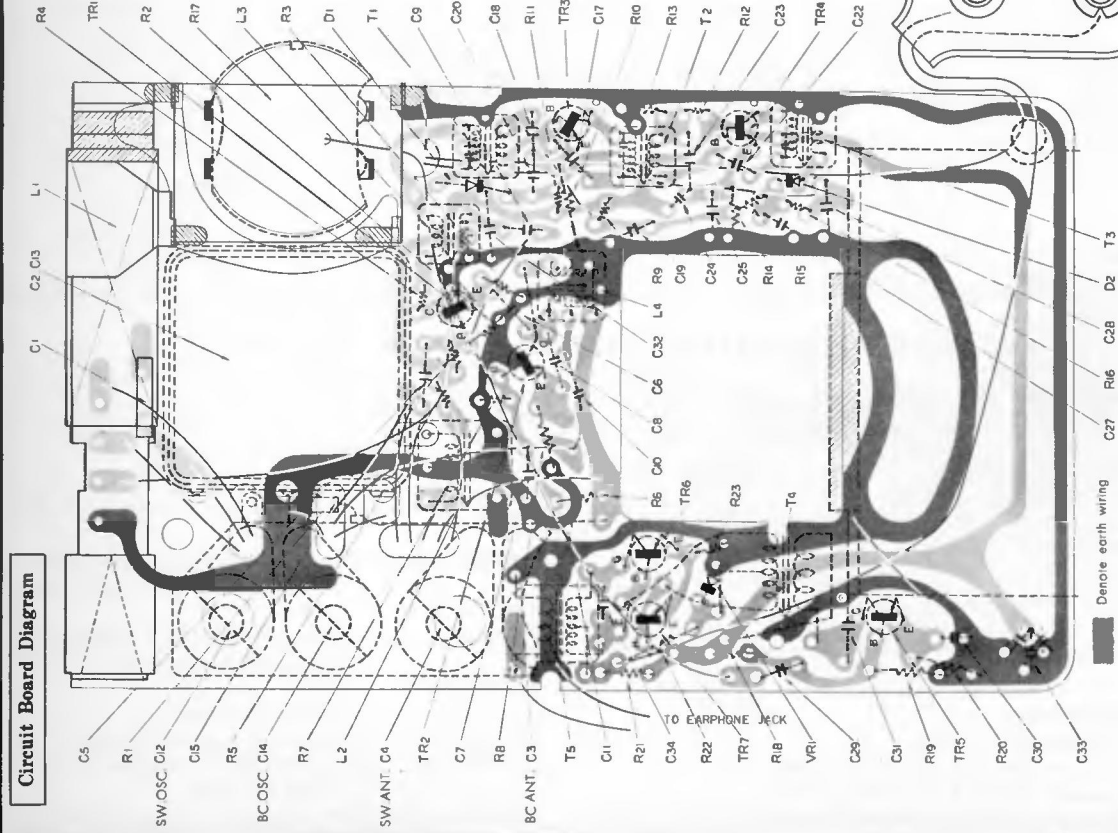 Circuit Board Diagram
C5
R1
SW.OSC. C12
C15
R5
BC OSC. C14
R7
L2
SW.ANT. C4
TR2
C7
R8
BC ANT. C3
T5
C11
R21
C34
R22
TR7
R18
VR1
C29
C31
R19
TR5
R20
C30
C33
C1
C2 C13
L1
R4
TR1
R2
R17
L3
R3
D1
T1
C9
C20
C18
R11
TR3
C17
R10
R13
T2
R12
C23
TR4
C22
R9
C19
C24
C25
R14
R15
L4
C32
C6
C8
C10
R6
TR6
R23
T4
T3
D2
C28
R16
C27
TO EARPHONE JACK
Denote earth wiring
B
C
B
E
C
C
B
E
B
C
B
E